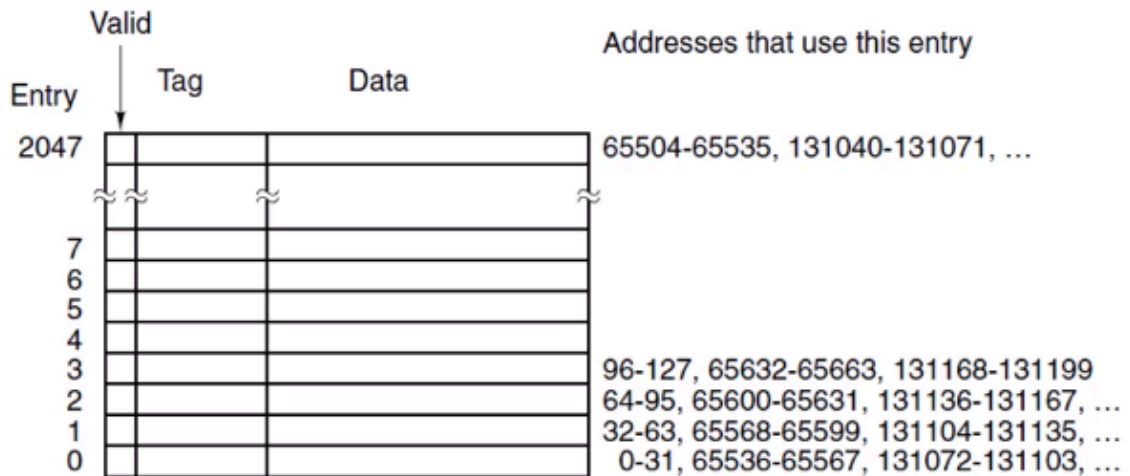 Valid
Addresses that use this entry
Entry Tag Data
2047 65504-65535, 131040-131071, …
7
6
5
4
3 96-127, 65632-65663, 131168-131199
2 64-95, 65600-65631, 131136-131167, …
1 32-63, 65568-65599, 131104-131135, …
0 0-31, 65536-65567, 131072-131103, …